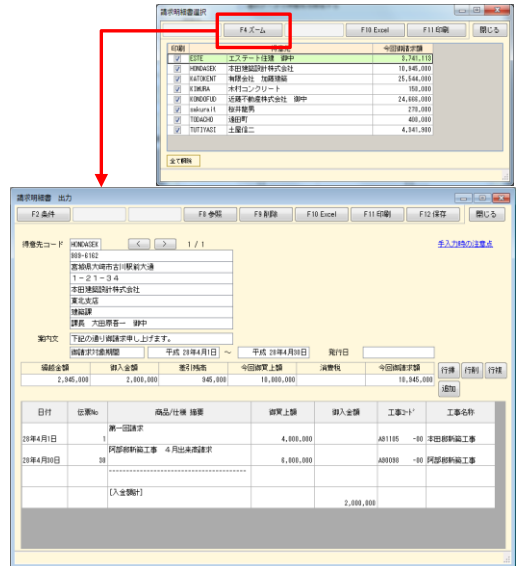 請求明細書選択
F4 ズーム
F10 Excel
F11 印刷
閉じる
印刷 得意先 今回御請求額
ESTE エステート住建 御中 3,741,113
HONDASEK 本田建築設計株式会社 10,945,000
KATOKENT 有限会社 加藤建築 25,544,000
KIMURA 木村コンクリート 150,000
KONDOFUD 近藤不動産株式会社 御中 24,666,000
sakurait 桜井龍男 270,000
TODACHO 遠田町 400,000
TUTIYASI 土屋信二 4,341,900
全て解除
請求明細書 出力
F2 条件
F8 参照
F9 削除
F10 Excel
F11 印刷
F12 保存
閉じる
得意先コード HONDASEK < > 1 / 1 手入力時の注意点
989-6162
宮城県大崎市古川駅前大通
1-21-34
本田建築設計株式会社
東北支店
建築課
課長 大田原吾一 御中
案内文 下記の通り御請求申し上げます。
御請求対象期間 平成 28年4月1日 ~ 平成 28年4月30日 発行日
繰越金額 御入金額 差引残高 今回御買上額 消費税 今回御請求額
2,945,000 2,000,000 945,000 10,000,000 10,945,000
行挿 行削 行複
追加
日付 伝票No 商品/仕様 摘要 御買上額 御入金額 工事コード 工事名称
第一回請求
28年4月1日 1 4,000,000 A91105 -00 本田邸新築工事
阿部邸新築工事 4月出来高請求
28年4月30日 30 6,000,000 A90098 -00 阿部邸新築工事
----------------------------------------
[入金額計]
2,000,000